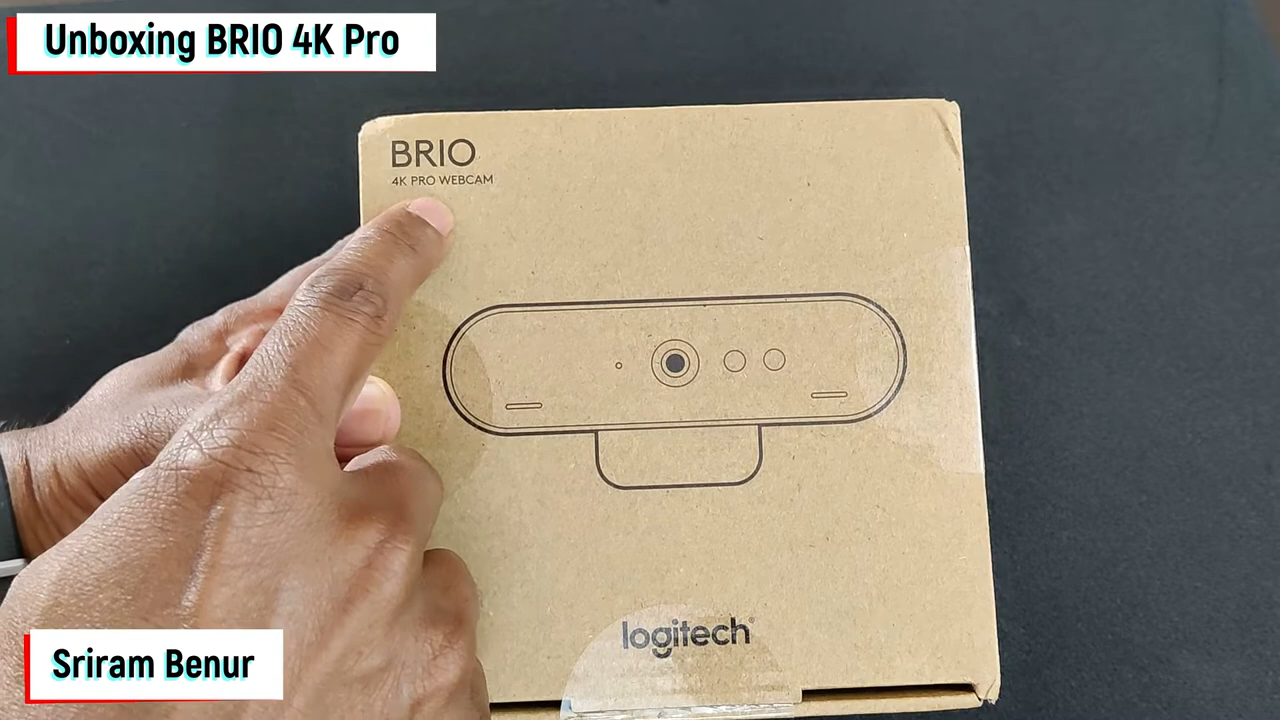 Unboxing BRIO 4K Pro
BRIO
4K PRO WEBCAM
logitech
Sriram Benur